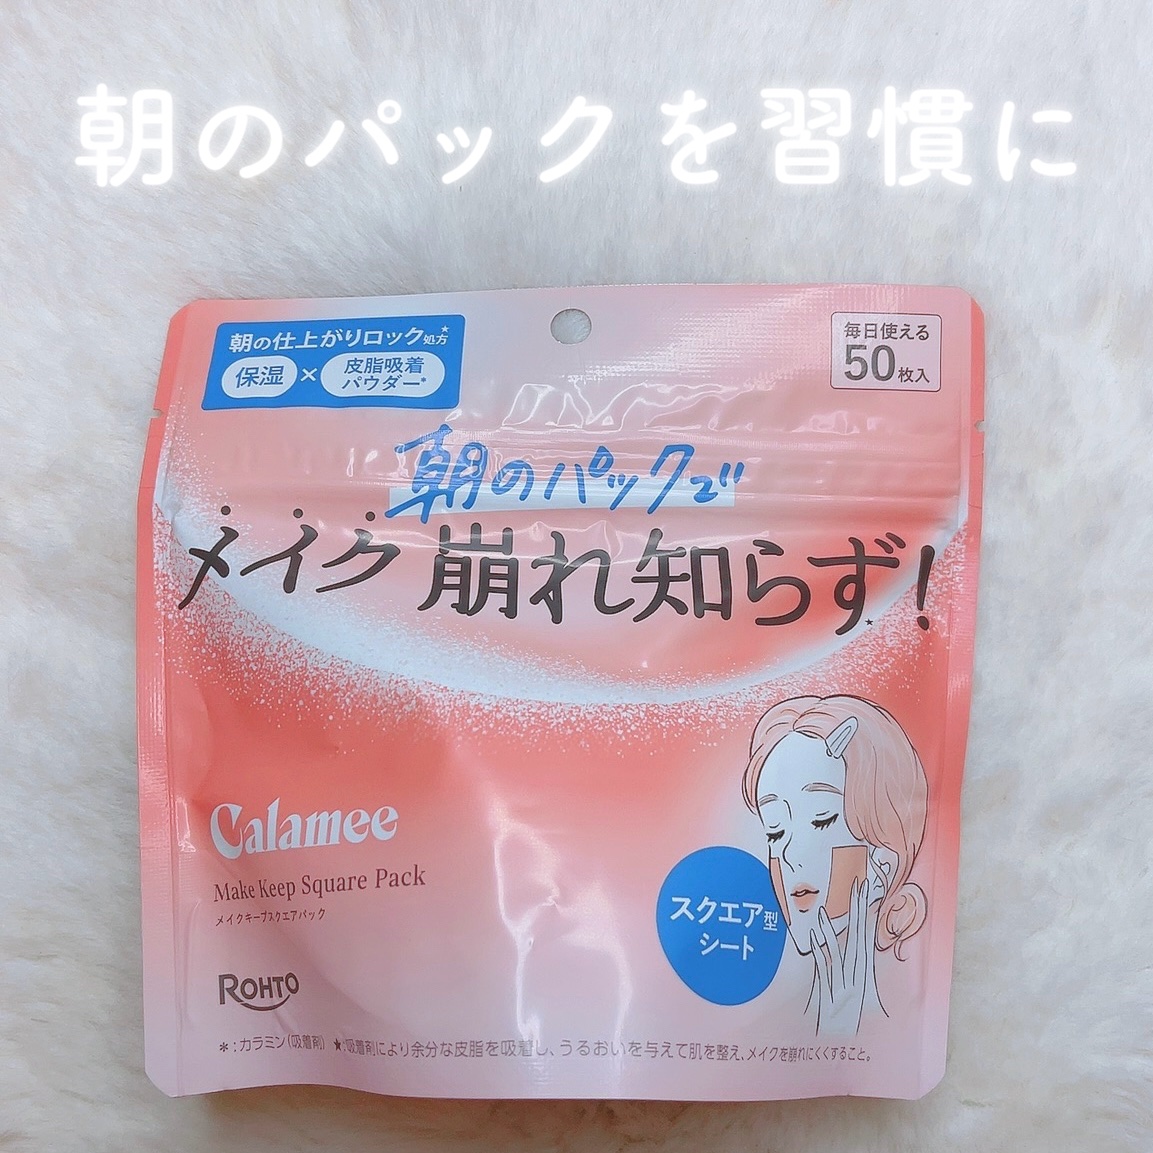 朝のパックを習慣に
朝の仕上がりロック処方★
保湿 × 皮脂吸着パウダー*
毎日使える
50枚入
朝のパックで
メイク崩れ知らず!★
Calamee
Make Keep Square Pack
メイクキープスクエアパック
スクエア型
シート
ROHTO
*:カラミン(吸着剤) ★:吸着剤により余分な皮脂を吸着し、うるおいを与えて肌を整え、メイクを崩れにくくすること。